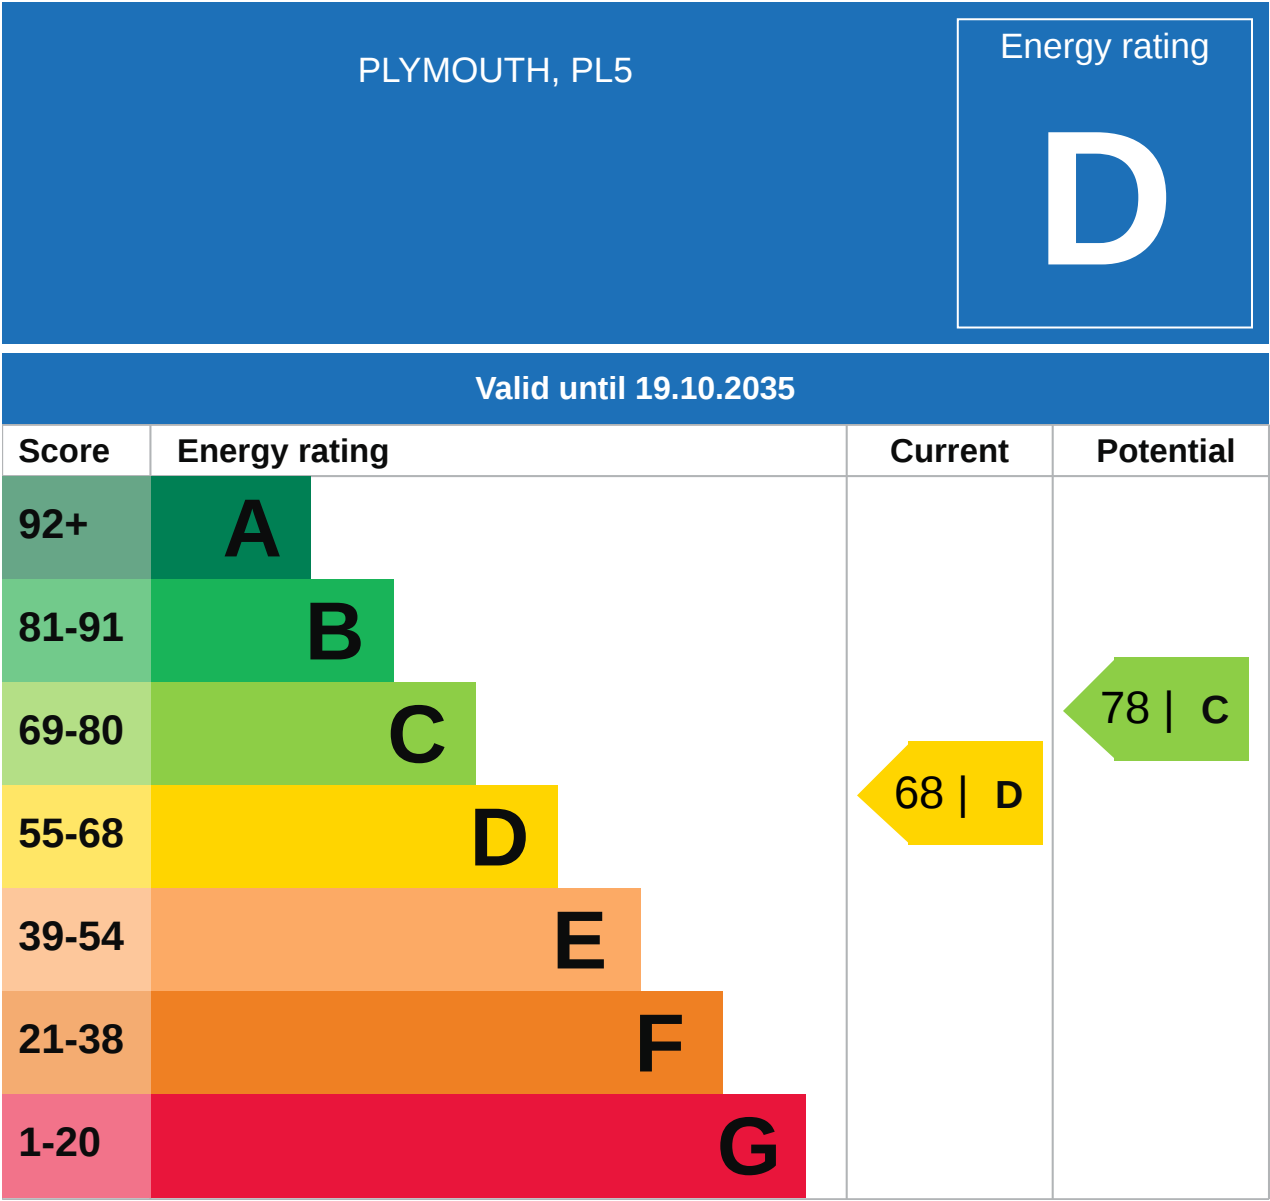 PLYMOUTH, PL5
Energy rating
D
Valid until 19.10.2035
Score Energy rating Current Potential
92+ A
81-91 B
69-80 C
78 | C
55-68 D
68 | D
39-54 E
21-38 F
1-20 G